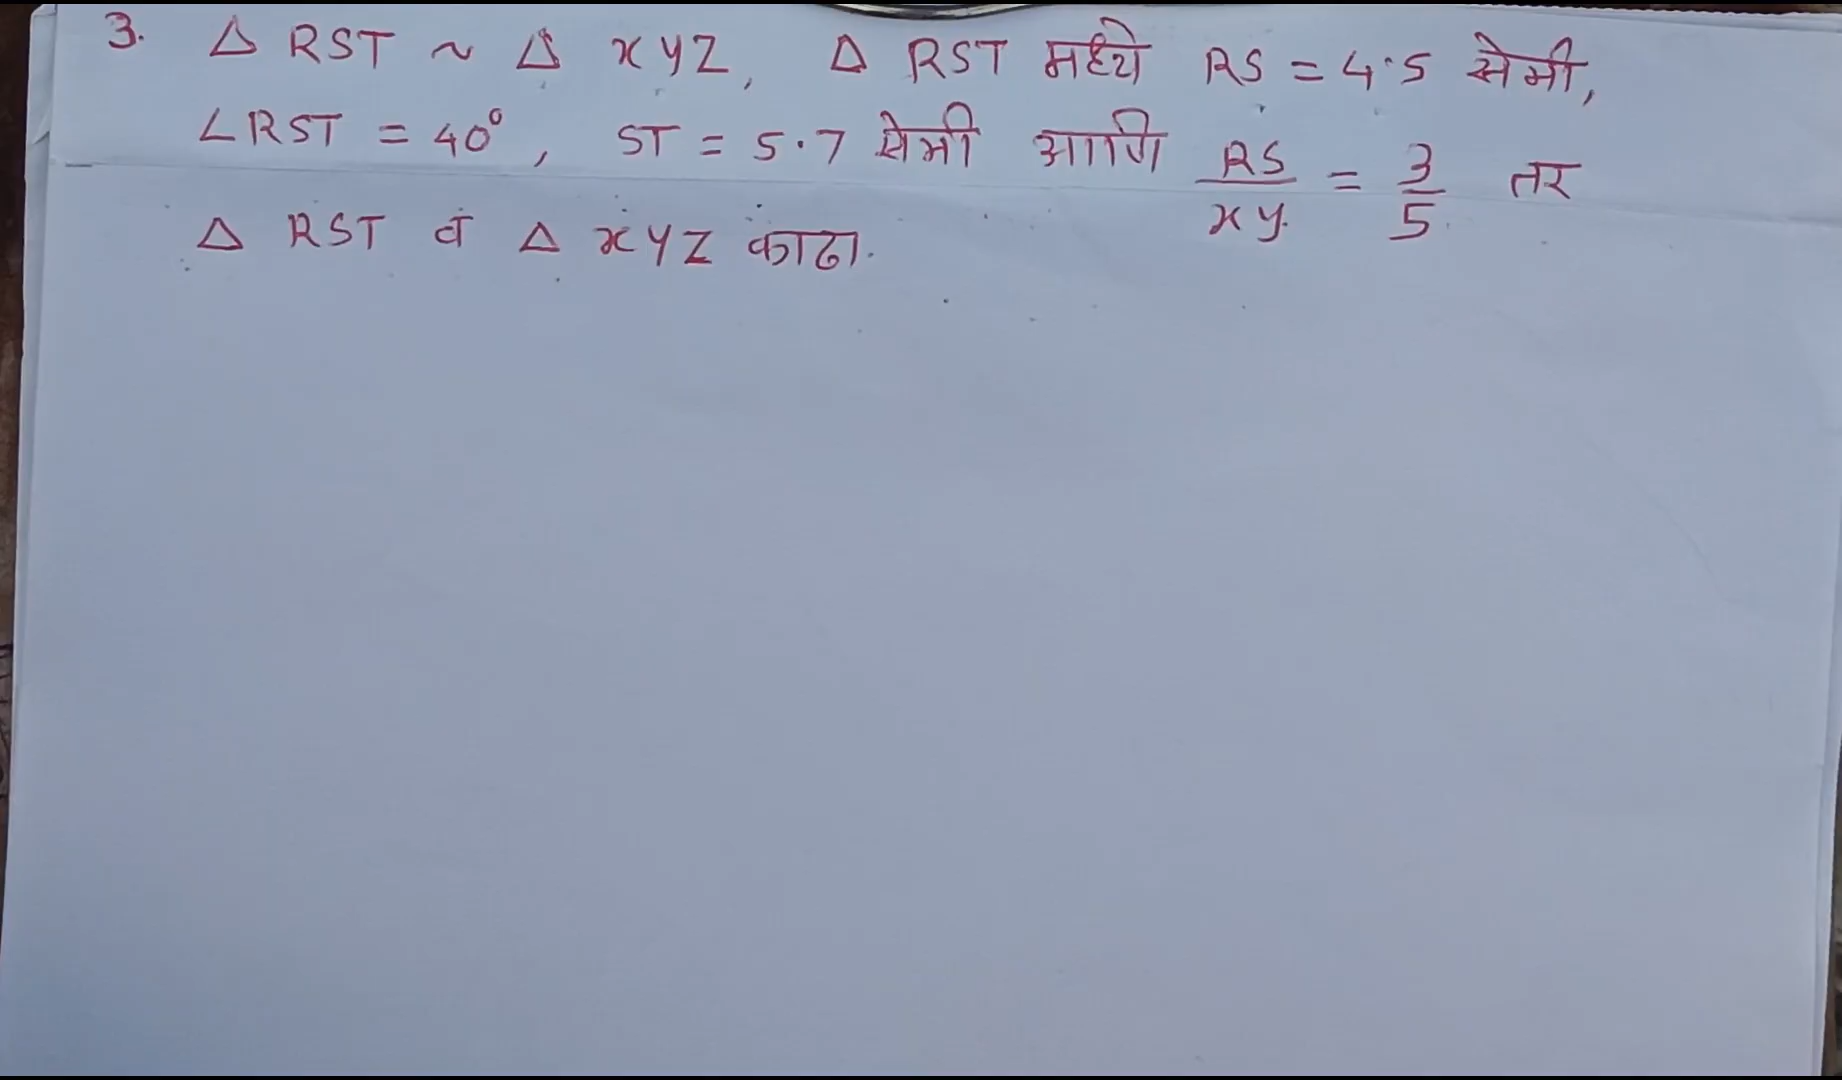 3. △ RST ~ △ xyz, △ RST मध्ये RS = 4.5 सेमी,
∠RST = 40°, ST = 5.7 सेमी आणि RS/xy = 3/5 तर
△ RST व △ xyz काढा.